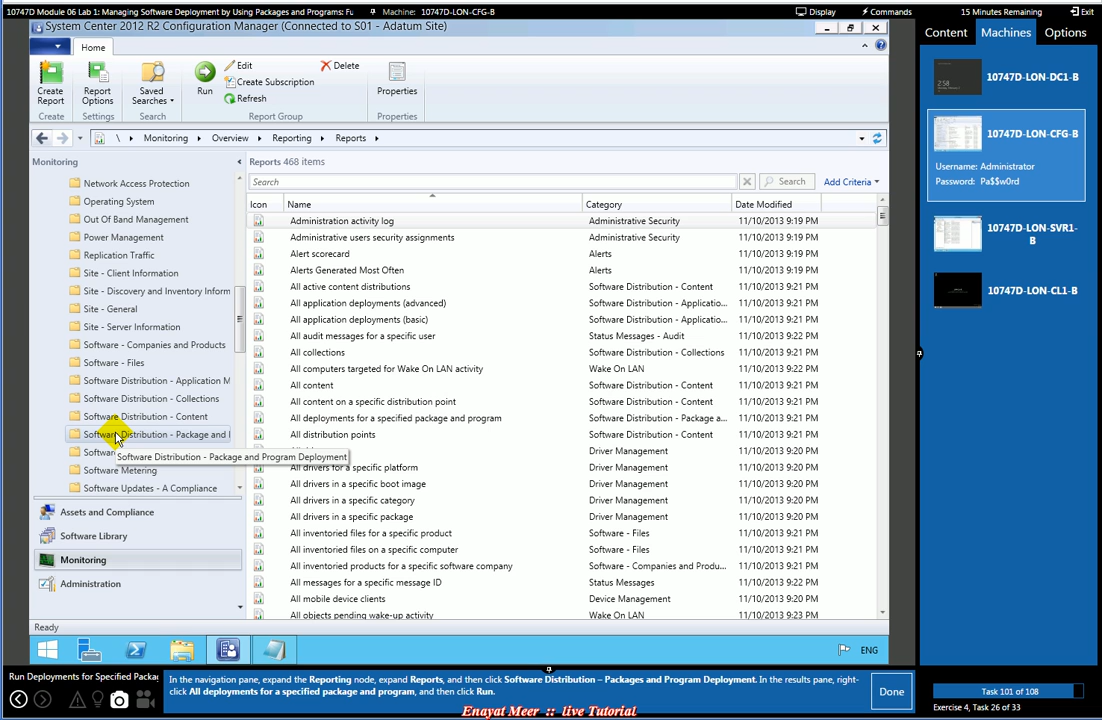 10747D Module 06 Lab 1: Managing Software Deployment by Using Packages and Programs: Fu
Machine: 10747D-LON-CFG-B
Display
Commands
15 Minutes Remaining
Exit
System Center 2012 R2 Configuration Manager (Connected to S01 - Adatum Site)
Content
Machines
Options
Home
Create Report
Report Options
Saved Searches
Run
Edit
Create Subscription
Refresh
Delete
Properties
Create
Settings
Search
Report Group
Properties
\ Monitoring Overview Reporting Reports
Monitoring
Reports 468 items
Search
Search
Add Criteria
Icon Name Category Date Modified
Network Access Protection
Operating System
Out Of Band Management
Power Management
Replication Traffic
Site - Client Information
Site - Discovery and Inventory Inform
Site - General
Site - Server Information
Software - Companies and Products
Software - Files
Software Distribution - Application M
Software Distribution - Collections
Software Distribution - Content
Software Distribution - Package and P
Softwa
Software Distribution - Package and Program Deployment
Software Metering
Software Updates - A Compliance
Assets and Compliance
Software Library
Monitoring
Administration
Administration activity log Administrative Security 11/10/2013 9:19 PM
Administrative users security assignments Administrative Security 11/10/2013 9:19 PM
Alert scorecard Alerts 11/10/2013 9:19 PM
Alerts Generated Most Often Alerts 11/10/2013 9:19 PM
All active content distributions Software Distribution - Content 11/10/2013 9:21 PM
All application deployments (advanced) Software Distribution - Applicatio... 11/10/2013 9:21 PM
All application deployments (basic) Software Distribution - Applicatio... 11/10/2013 9:21 PM
All audit messages for a specific user Status Messages - Audit 11/10/2013 9:22 PM
All collections Software Distribution - Collections 11/10/2013 9:21 PM
All computers targeted for Wake On LAN activity Wake On LAN 11/10/2013 9:22 PM
All content Software Distribution - Content 11/10/2013 9:21 PM
All content on a specific distribution point Software Distribution - Content 11/10/2013 9:21 PM
All deployments for a specified package and program Software Distribution - Package a... 11/10/2013 9:21 PM
All distribution points Software Distribution - Content 11/10/2013 9:21 PM
Driver Management 11/10/2013 9:20 PM
All drivers for a specific platform Driver Management 11/10/2013 9:20 PM
All drivers in a specific boot image Driver Management 11/10/2013 9:20 PM
All drivers in a specific category Driver Management 11/10/2013 9:20 PM
All drivers in a specific package Driver Management 11/10/2013 9:20 PM
All inventoried files for a specific product Software - Files 11/10/2013 9:21 PM
All inventoried files on a specific computer Software - Files 11/10/2013 9:21 PM
All inventoried products for a specific software company Software - Companies and Produ... 11/10/2013 9:21 PM
All messages for a specific message ID Status Messages 11/10/2013 9:22 PM
All mobile device clients Device Management 11/10/2013 9:20 PM
All objects pending wake-up activity Wake On LAN 11/10/2013 9:23 PM
Ready
ENG
2:58
10747D-LON-DC1-B
10747D-LON-CFG-B
Username: Administrator
Password: Pa$$w0rd
10747D-LON-SVR1-
B
10747D-LON-CL1-B
Run Deployments for Specified Packag
In the navigation pane, expand the Reporting node, expand Reports, and then click Software Distribution – Packages and Program Deployment. In the results pane, right-
click All deployments for a specified package and program, and then click Run.
Done
Task 101 of 108
Exercise 4, Task 26 of 33
Enayat Meer :: live Tutorial